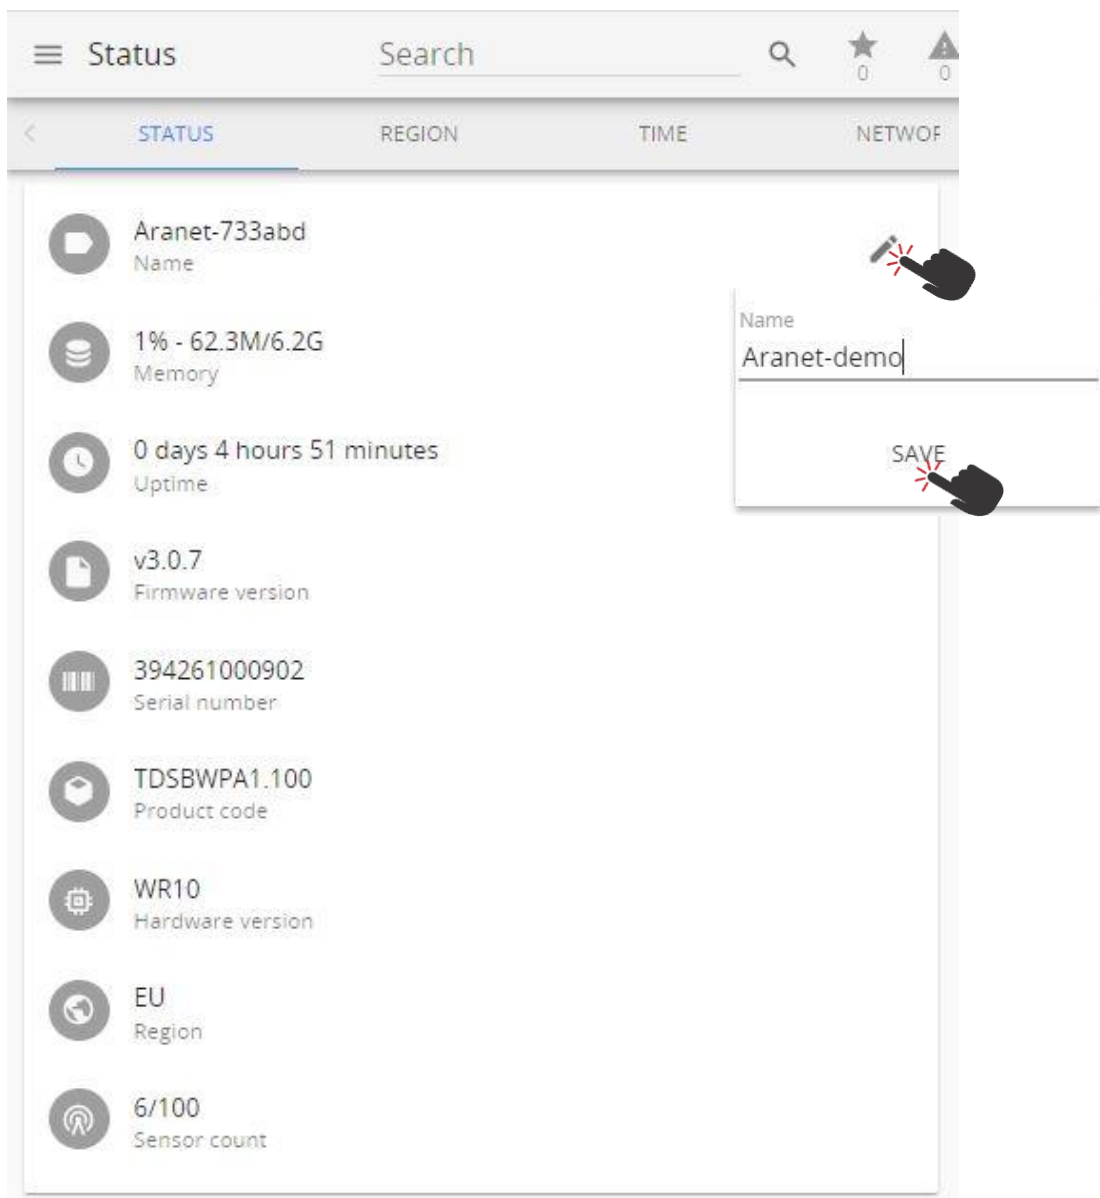 Status Search
0 0
STATUS REGION TIME NETWOR
Aranet-733abd
Name
1% - 62.3M/6.2G
Memory
0 days 4 hours 51 minutes
Uptime
v3.0.7
Firmware version
394261000902
Serial number
TDSBWPA1.100
Product code
WR10
Hardware version
EU
Region
6/100
Sensor count
Name
Aranet-demo
SAVE